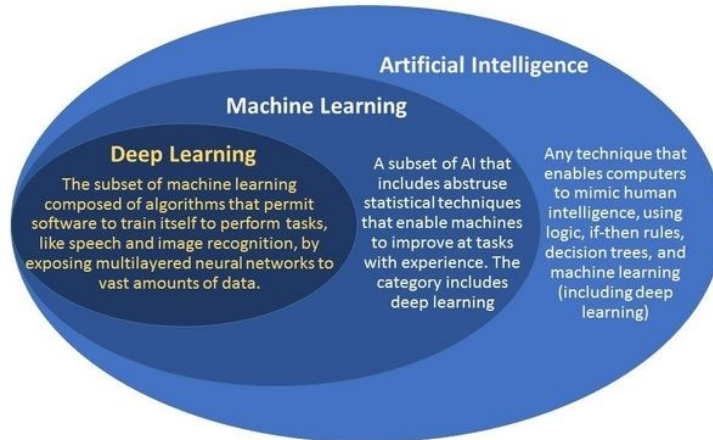 Artificial Intelligence
Machine Learning
Deep Learning
The subset of machine learning
composed of algorithms that permit
software to train itself to perform tasks,
like speech and image recognition, by
exposing multilayered neural networks to
vast amounts of data.
A subset of AI that
includes abstruse
statistical techniques
that enable machines
to improve at tasks
with experience. The
category includes
deep learning
Any technique that
enables computers
to mimic human
intelligence, using
logic, if-then rules,
decision trees, and
machine learning
(including deep
learning)